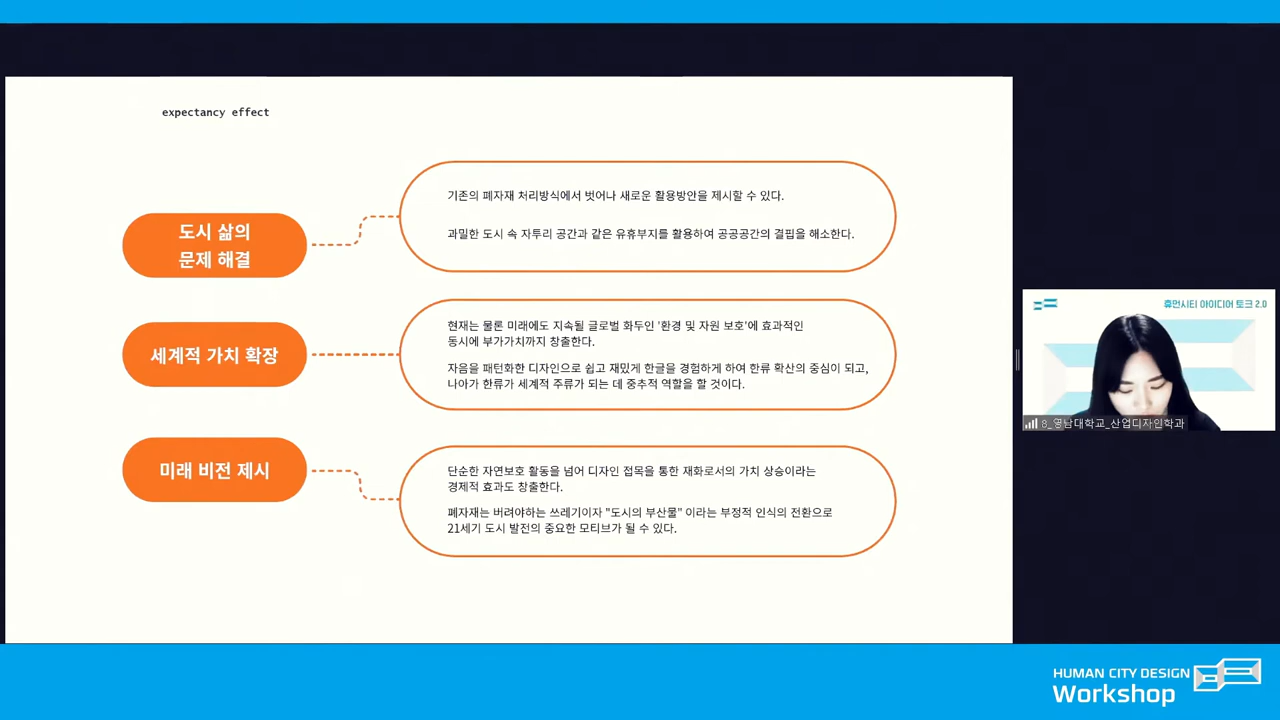 expectancy effect
도시 삶의
문제 해결
기존의 폐자재 처리방식에서 벗어나 새로운 활용방안을 제시할 수 있다.
과밀한 도시 속 자투리 공간과 같은 유휴부지를 활용하여 공공공간의 결핍을 해소한다.
세계적 가치 확장
현재는 물론 미래에도 지속될 글로벌 화두인 '환경 및 자원 보호'에 효과적인
동시에 부가가치까지 창출한다.
자음을 패턴화한 디자인으로 쉽고 재밌게 한글을 경험하게 하여 한류 확산의 중심이 되고,
나아가 한류가 세계적 주류가 되는 데 중추적 역할을 할 것이다.
미래 비전 제시
단순한 자연보호 활동을 넘어 디자인 접목을 통한 재화로서의 가치 상승이라는
경제적 효과도 창출한다.
폐자재는 버려야하는 쓰레기이자 "도시의 부산물" 이라는 부정적 인식의 전환으로
21세기 도시 발전의 중요한 모티브가 될 수 있다.
휴먼시티 아이디어 토크 2.0
8_영남대학교_산업디자인학과
HUMAN CITY DESIGN
Workshop